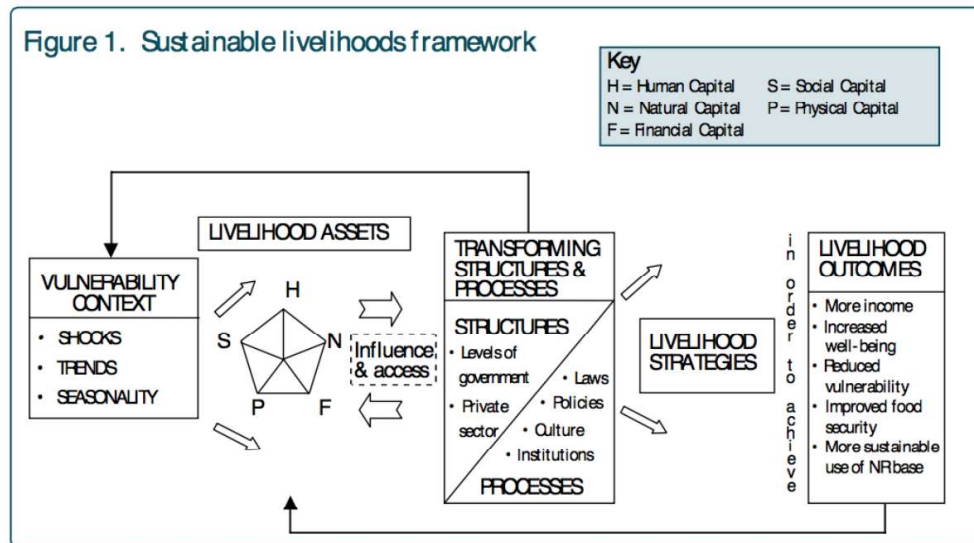 Figure 1. Sustainable livelihoods framework
Key
H = Human Capital S = Social Capital
N = Natural Capital P = Physical Capital
F = Financial Capital
LIVELIHOOD ASSETS
VULNERABILITY
CONTEXT
• SHOCKS
• TRENDS
• SEASONALITY
H
S
N
P
F
Influence
& access
TRANSFORMING
STRUCTURES &
PROCESSES
STRUCTURES
• Levels of
government
• Private
sector
• Laws
• Policies
• Culture
• Institutions
PROCESSES
LIVELIHOOD
STRATEGIES
in order to achieve
LIVELIHOOD
OUTCOMES
• More income
• Increased
well-being
• Reduced
vulnerability
• Improved food
security
• More sustainable
use of NR base